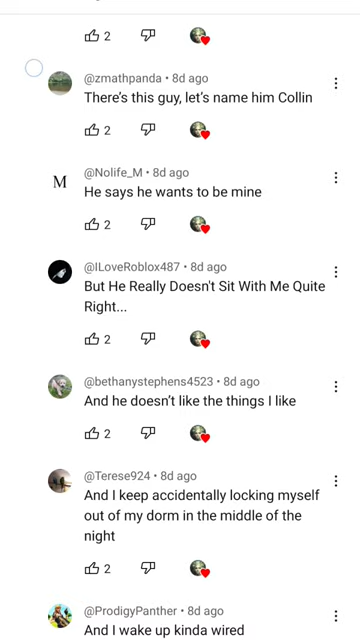 2
@zmathpanda • 8d ago
There's this guy, let's name him Collin
2
M
@Nolife_M • 8d ago
He says he wants to be mine
2
@ILoveRoblox487 • 8d ago
But He Really Doesn't Sit With Me Quite
Right...
2
@bethanystephens4523 • 8d ago
And he doesn't like the things I like
2
@Terese924 • 8d ago
And I keep accidentally locking myself
out of my dorm in the middle of the
night
2
@ProdigyPanther • 8d ago
And I wake up kinda wired